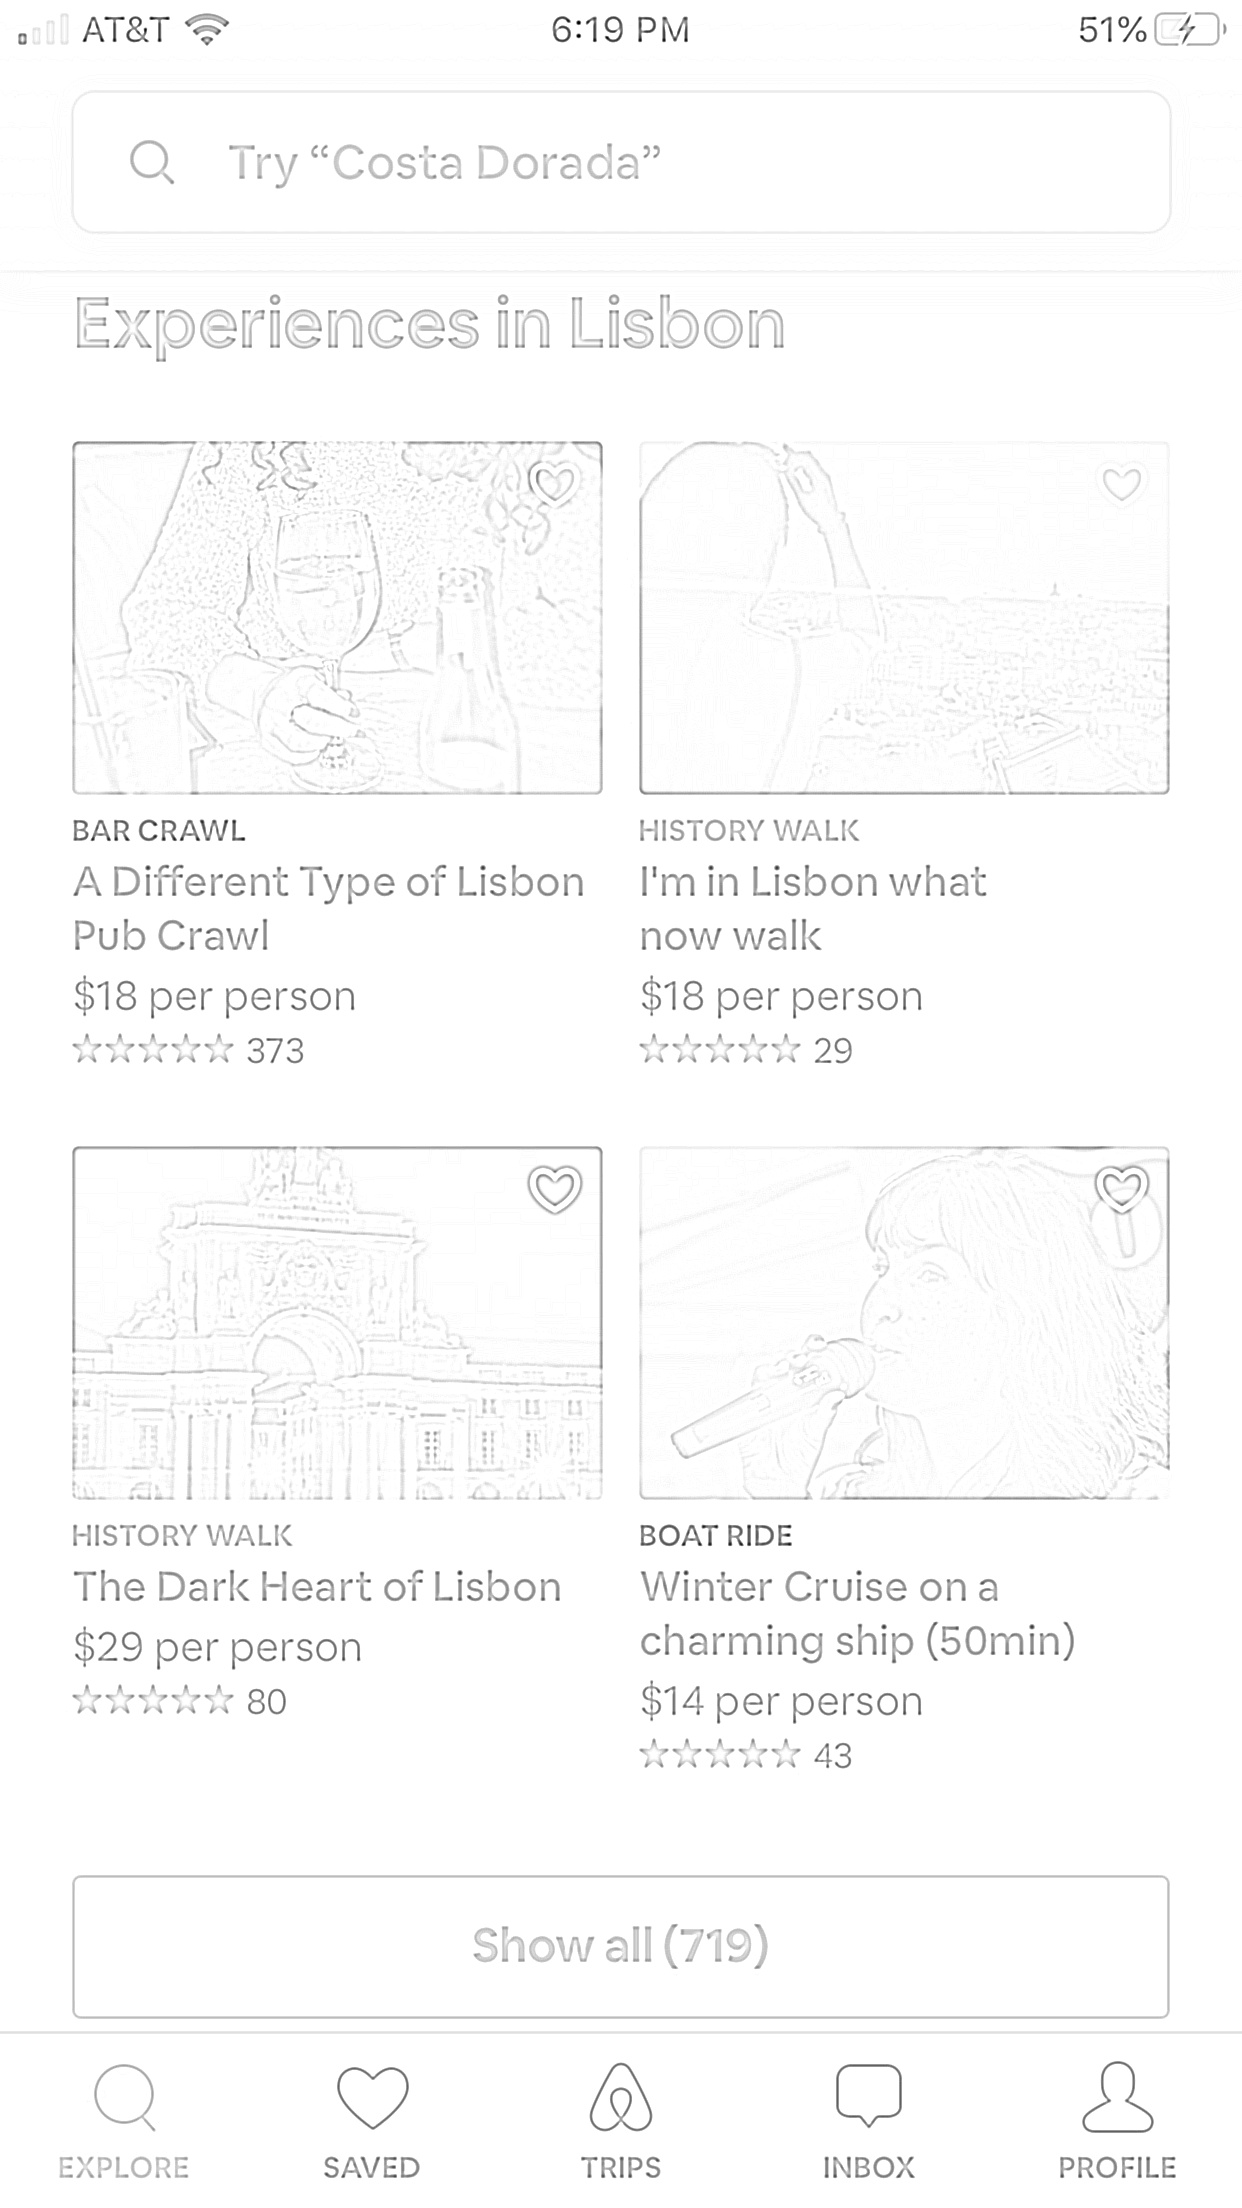 AT&T 6:19 PM 51%
Try “Costa Dorada”
Experiences in Lisbon
BAR CRAWL
A Different Type of Lisbon
Pub Crawl
$18 per person
373
HISTORY WALK
I'm in Lisbon what
now walk
$18 per person
29
HISTORY WALK
The Dark Heart of Lisbon
$29 per person
80
BOAT RIDE
Winter Cruise on a
charming ship (50min)
$14 per person
43
Show all (719)
EXPLORE SAVED TRIPS INBOX PROFILE